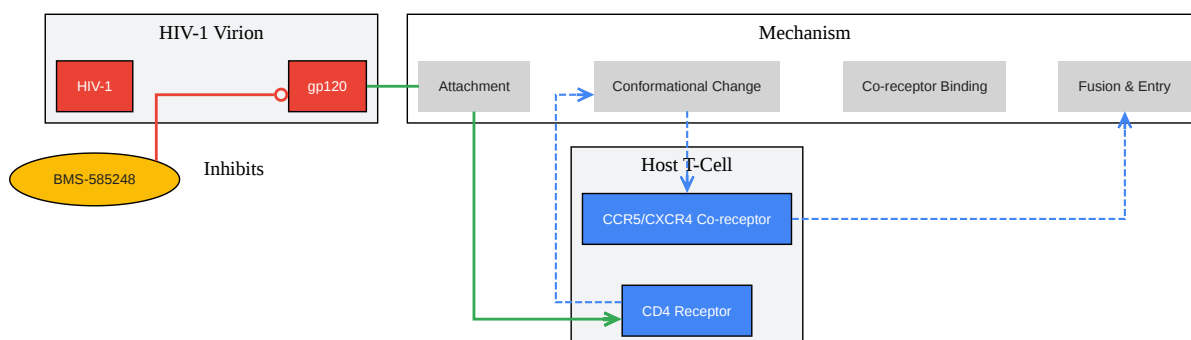 HIV-1 Virion
Mechanism
HIV-1
gp120
Attachment
Conformational Change
Co-receptor Binding
Fusion & Entry
BMS-585248
Inhibits
Host T-Cell
CCR5/CXCR4 Co-receptor
CD4 Receptor